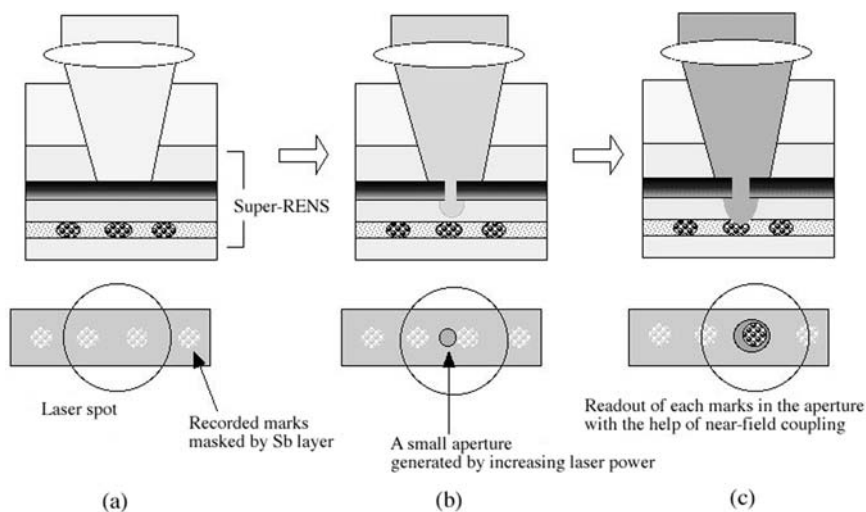 Super-RENS
Laser spot
Recorded marks
masked by Sb layer
A small aperture
generated by increasing laser power
Readout of each marks in the aperture
with the help of near-field coupling
(a)
(b)
(c)